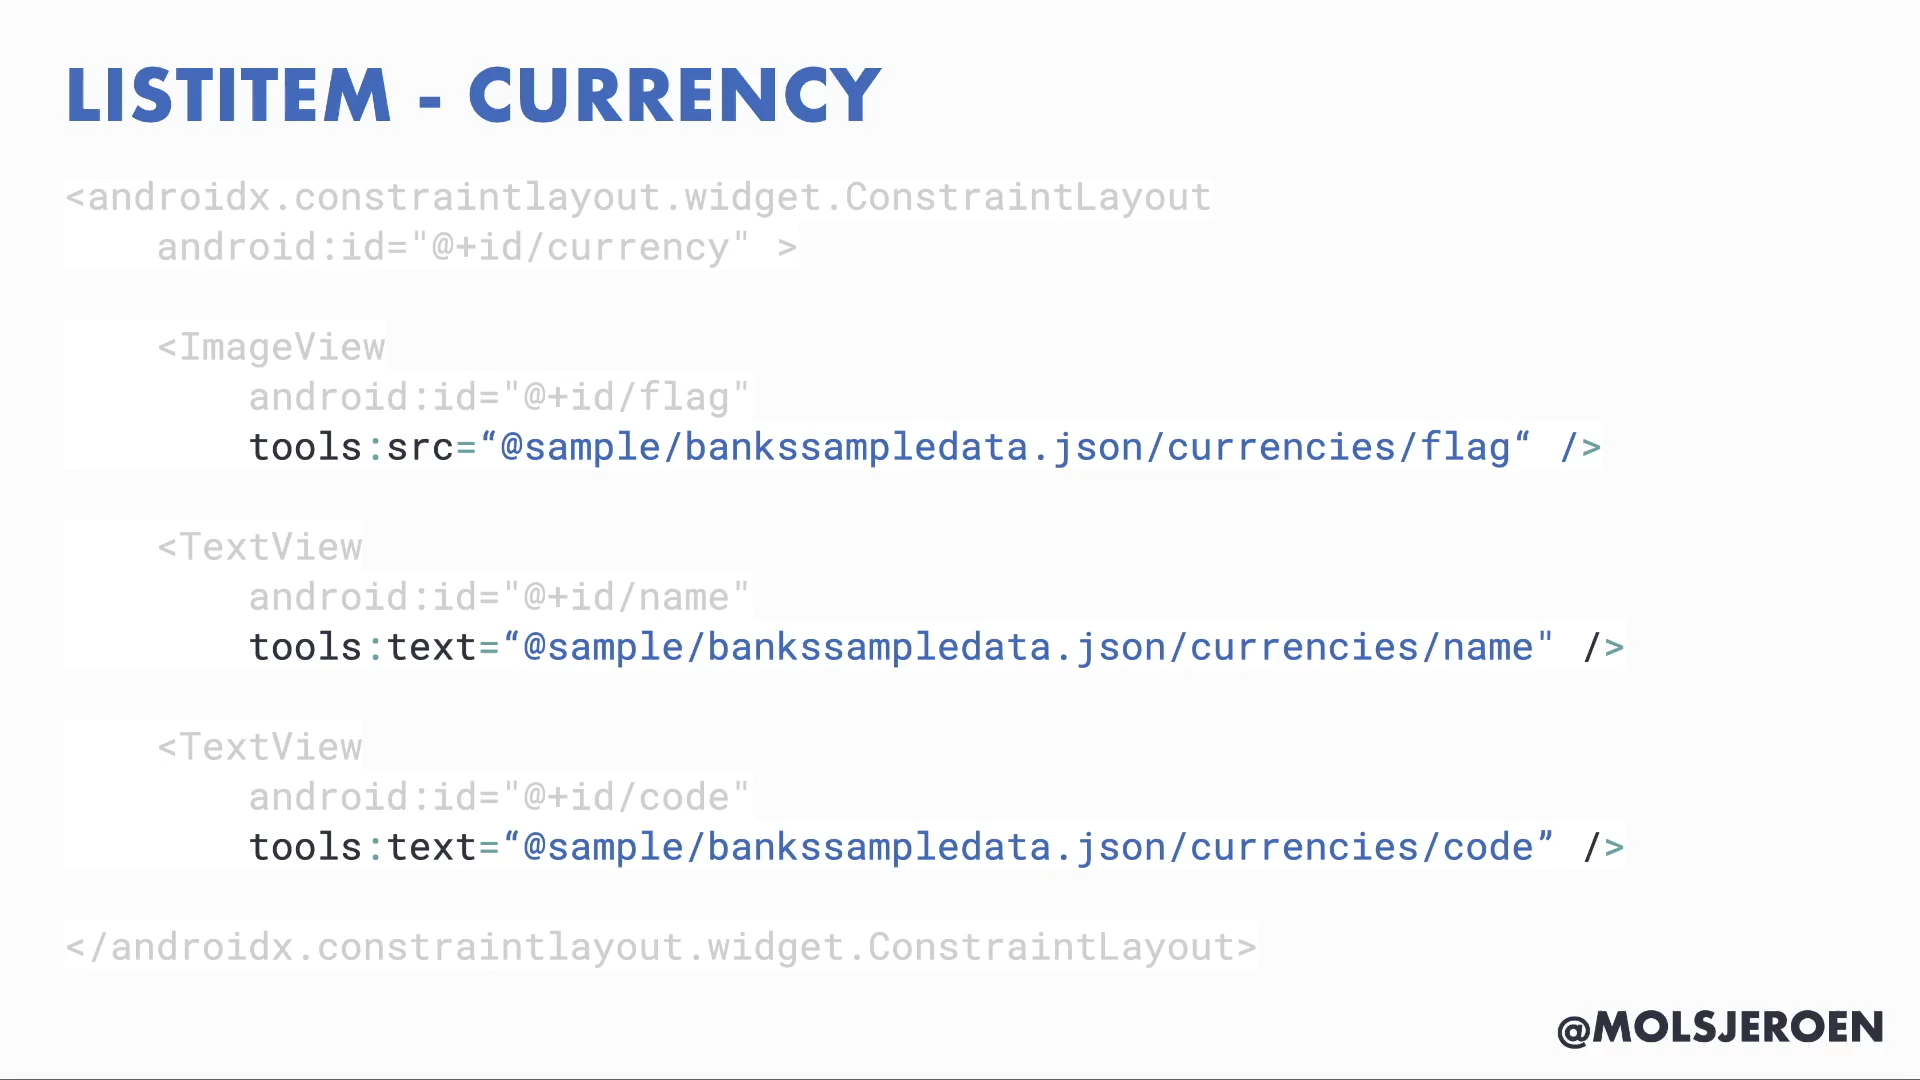 LISTITEM - CURRENCY
<androidx.constraintlayout.widget.ConstraintLayout
    android:id="@+id/currency" >
    <ImageView
        android:id="@+id/flag"
        tools:src=“@sample/bankssampledata.json/currencies/flag“ />
    <TextView
        android:id="@+id/name"
        tools:text=“@sample/bankssampledata.json/currencies/name" />
    <TextView
        android:id="@+id/code"
        tools:text=“@sample/bankssampledata.json/currencies/code” />
</androidx.constraintlayout.widget.ConstraintLayout>
@MOLSJEROEN